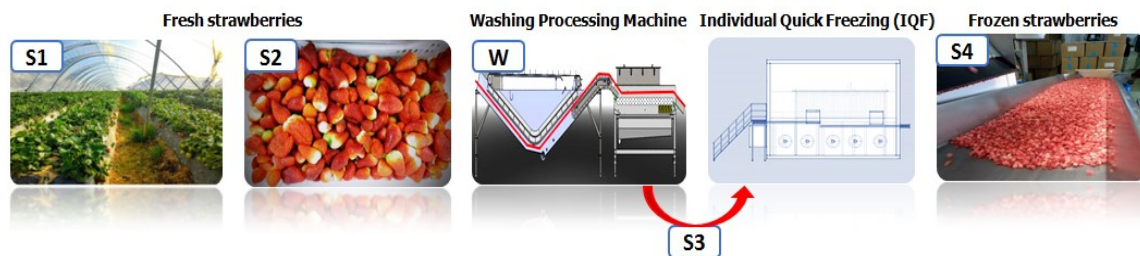 Fresh strawberries
Washing Processing Machine
Individual Quick Freezing (IQF)
Frozen strawberries
S1
S2
W
S4
S3